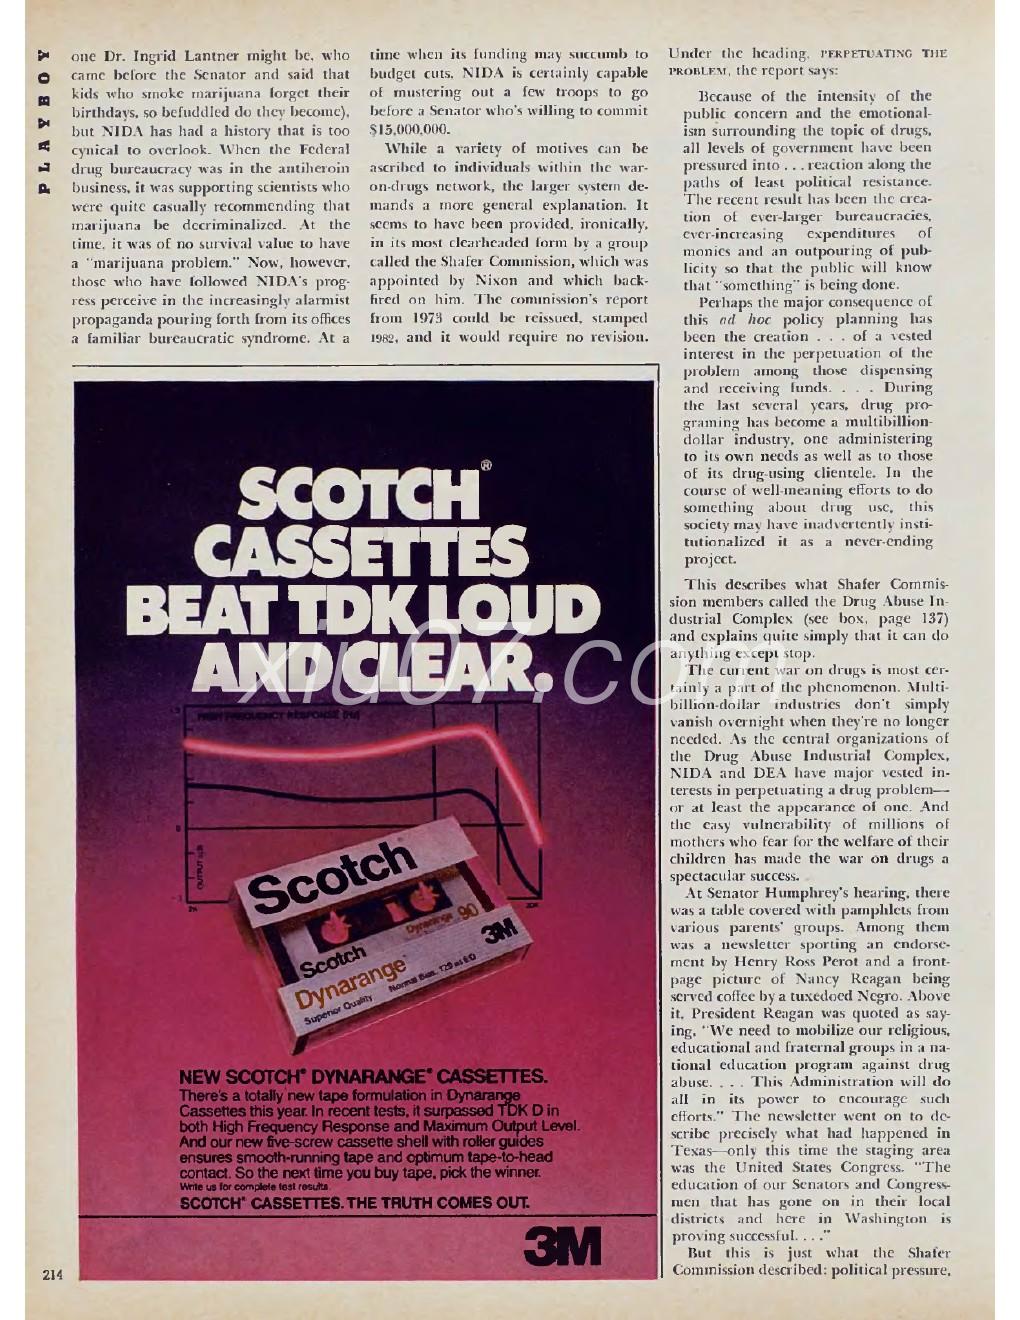 PLAYBOY
one Dr. Ingrid Lantner might be, who
came before the Senator and said that
kids who smoke marijuana forget their
birthdays, so befuddled do they become),
but NIDA has had a history that is too
cynical to overlook. When the Federal
drug bureaucracy was in the antiheroin
business, it was supporting scientists who
were quite casually recommending that
marijuana be decriminalized. At the
time, it was of no survival value to have
a "marijuana problem." Now, however,
those who have followed NIDA's prog-
ress perceive in the increasingly alarmist
propaganda pouring forth from its offices
a familiar bureaucratic syndrome. At a
time when its funding may succumb to
budget cuts, NIDA is certainly capable
of mustering out a few troops to go
before a Senator who's willing to commit
$15,000,000.
While a variety of motives can be
ascribed to individuals within the war-
on-drugs network, the larger system de-
mands a more general explanation. It
seems to have been provided, ironically,
in its most clearheaded form by a group
called the Shafer Commission, which was
appointed by Nixon and which back-
fired on him. The commission's report
from 1973 could be reissued, stamped
1982, and it would require no revision.
Under the heading, PERPETUATING THE
PROBLEM, the report says:
Because of the intensity of the
public concern and the emotional-
ism surrounding the topic of drugs,
all levels of government have been
pressured into . . . reaction along the
paths of least political resistance.
The recent result has been the crea-
tion of ever-larger bureaucracies,
ever-increasing expenditures of
monies and an outpouring of pub-
licity so that the public will know
that "something" is being done.
Perhaps the major consequence of
this ad hoc policy planning has
been the creation . . . of a vested
interest in the perpetuation of the
problem among those dispensing
and receiving funds. . . . During
the last several years, drug pro-
graming has become a multibillion-
dollar industry, one administering
to its own needs as well as to those
of its drug-using clientele. In the
course of well-meaning efforts to do
something about drug use, this
society may have inadvertently insti-
tutionalized it as a never-ending
project.
This describes what Shafer Commis-
sion members called the Drug Abuse In-
dustrial Complex (see box, page 137)
and explains quite simply that it can do
anything except stop.
The current war on drugs is most cer-
tainly a part of the phenomenon. Multi-
billion-dollar industries don't simply
vanish overnight when they're no longer
needed. As the central organizations of
the Drug Abuse Industrial Complex,
NIDA and DEA have major vested in-
terests in perpetuating a drug problem—
or at least the appearance of one. And
the easy vulnerability of millions of
mothers who fear for the welfare of their
children has made the war on drugs a
spectacular success.
At Senator Humphrey's hearing, there
was a table covered with pamphlets from
various parents' groups. Among them
was a newsletter sporting an endorse-
ment by Henry Ross Perot and a front-
page picture of Nancy Reagan being
served coffee by a tuxedoed Negro. Above
it, President Reagan was quoted as say-
ing, "We need to mobilize our religious,
educational and fraternal groups in a na-
tional education program against drug
abuse. . . . This Administration will do
all in its power to encourage such
efforts." The newsletter went on to de-
scribe precisely what had happened in
Texas—only this time the staging area
was the United States Congress. "The
education of our Senators and Congress-
men that has gone on in their local
districts and here in Washington is
proving successful. . . ."
But this is just what the Shafer
Commission described: political pressure,
SCOTCH®
CASSETTES
BEAT TDK LOUD
AND CLEAR.
xiu07.com
HIGH FREQUENCY RESPONSE (Hz)
0
OUTPUT (dB)
2K
20K
Scotch
Dynarange 90
3M
Scotch
Dynarange®
Superior Quality
Normal Bias, 120 μs EQ
NEW SCOTCH® DYNARANGE® CASSETTES.
There's a totally new tape formulation in Dynarange
Cassettes this year. In recent tests, it surpassed TDK D in
both High Frequency Response and Maximum Output Level.
And our new five-screw cassette shell with roller guides
ensures smooth-running tape and optimum tape-to-head
contact. So the next time you buy tape, pick the winner.
Write us for complete test results.
SCOTCH® CASSETTES. THE TRUTH COMES OUT.
3M
214